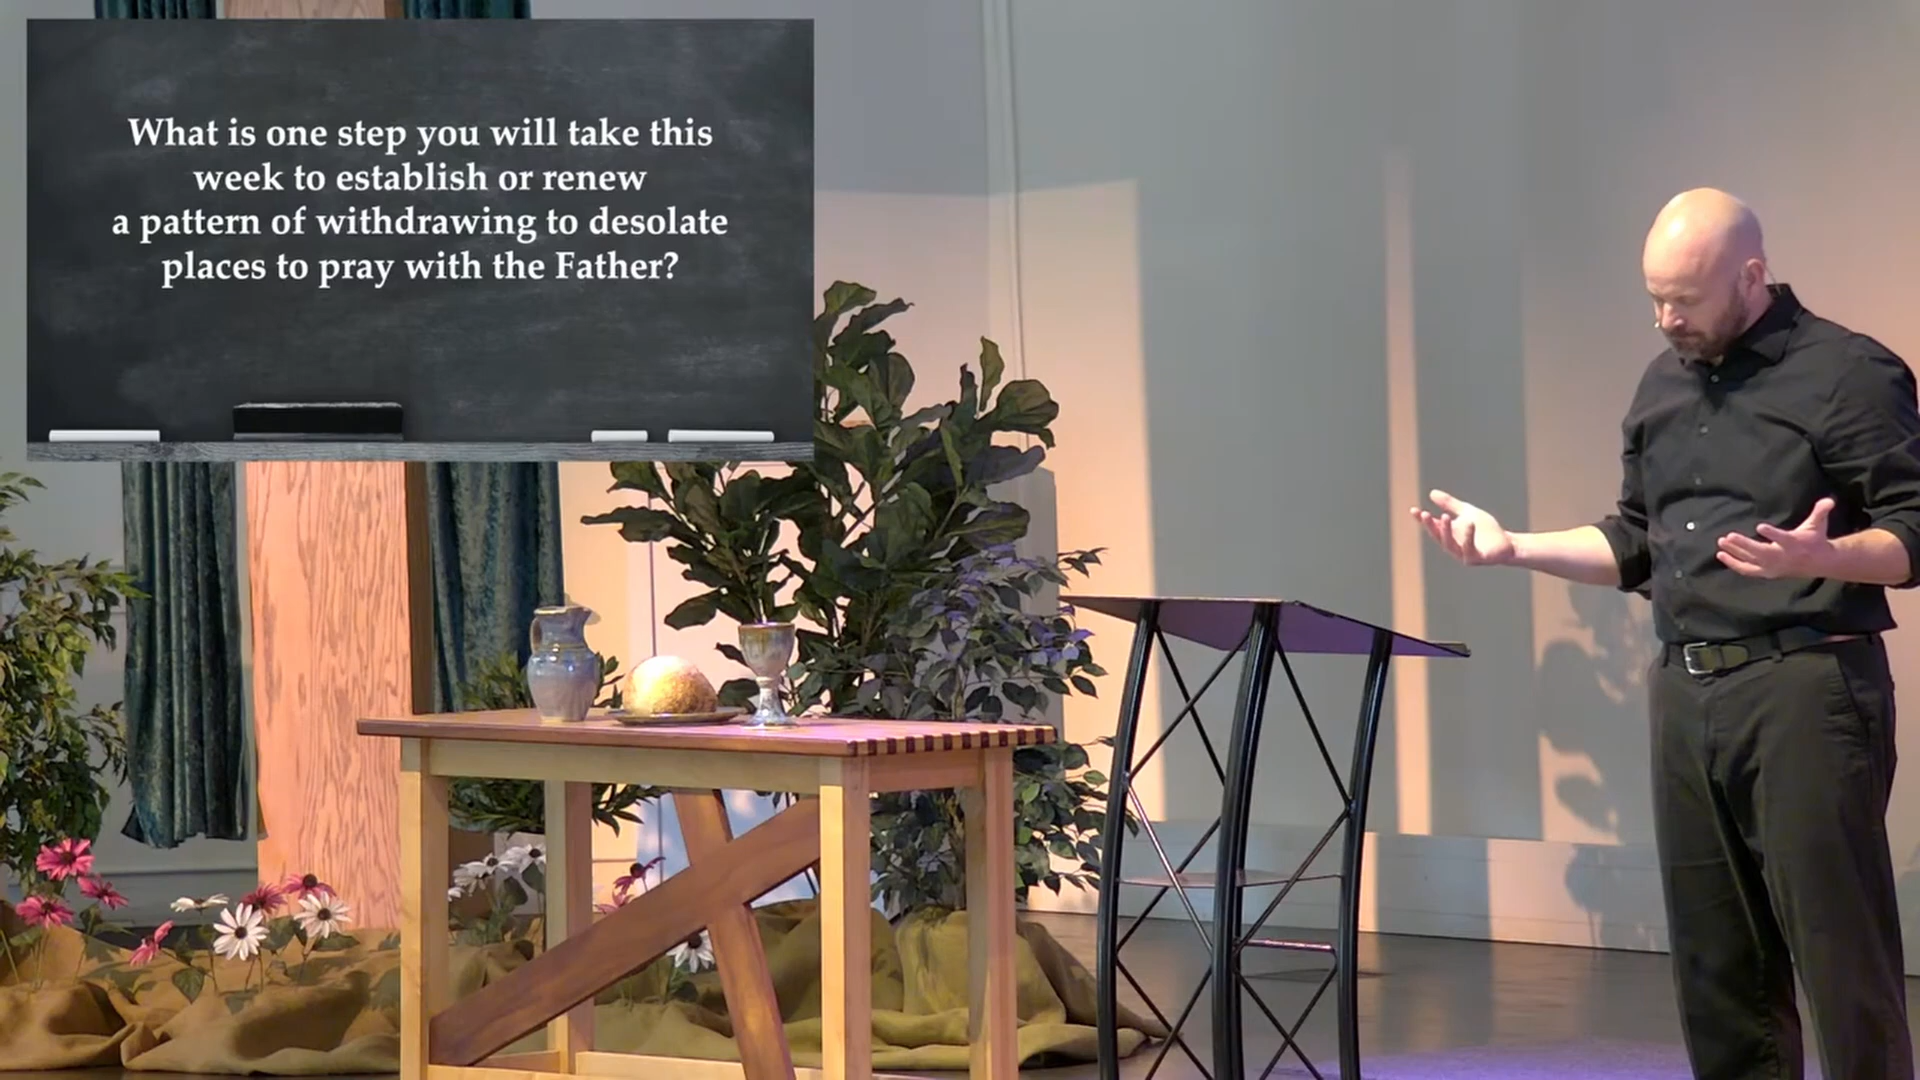 What is one step you will take this
week to establish or renew
a pattern of withdrawing to desolate
places to pray with the Father?